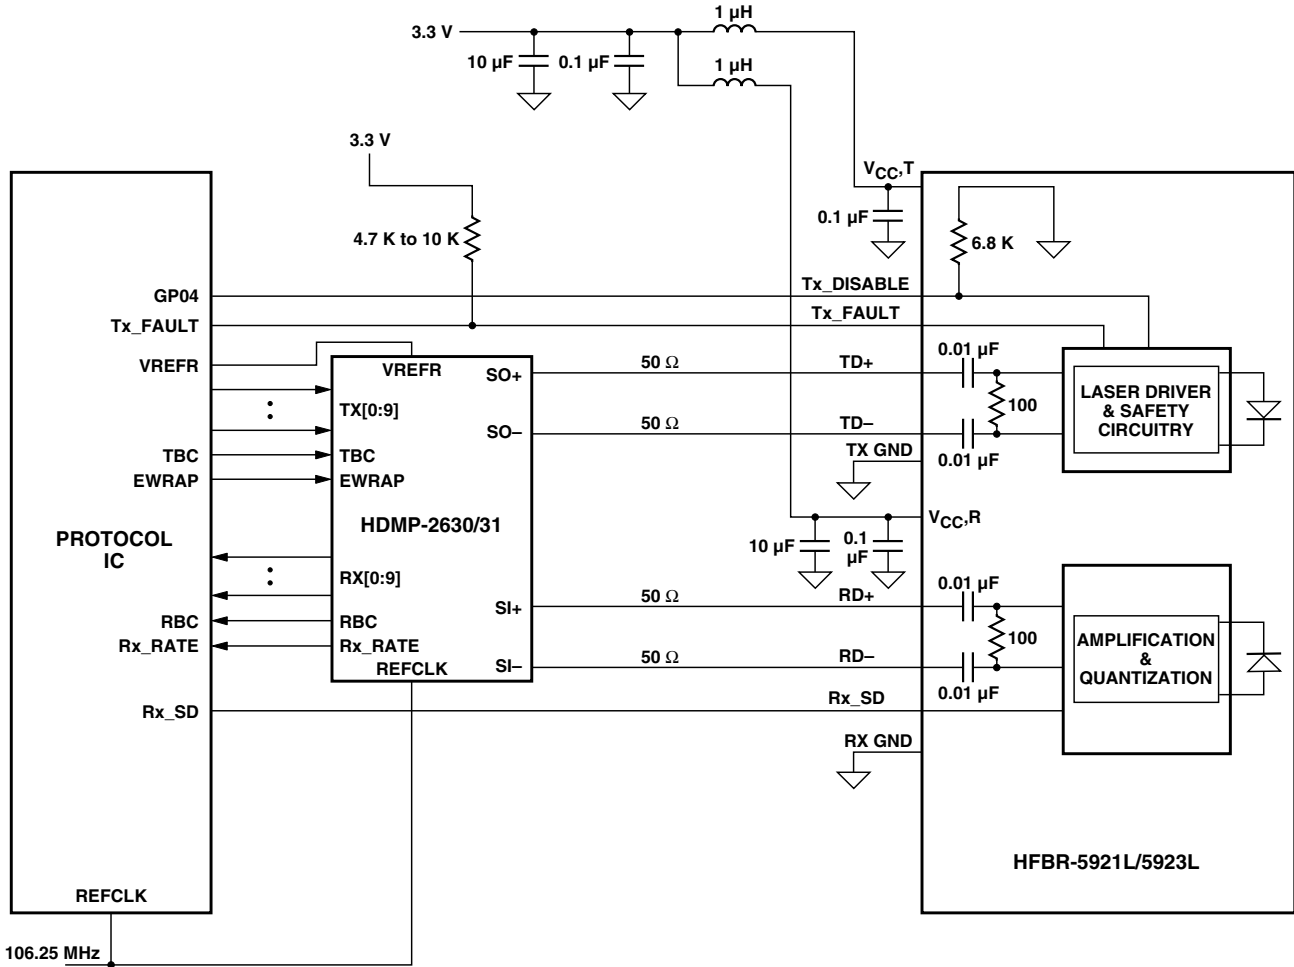 1 µH
3.3 V
10 µF
0.1 µF
1 µH
3.3 V
VCC,T
0.1 µF
4.7 K to 10 K
6.8 K
GP04
Tx_DISABLE
Tx_FAULT
Tx_FAULT
VREFR
VREFR
SO+
50 Ω
TD+
0.01 µF
TX[0:9]
:
100
LASER DRIVER
& SAFETY
CIRCUITRY
SO–
50 Ω
TD–
0.01 µF
TX GND
TBC
TBC
EWRAP
EWRAP
HDMP-2630/31
VCC,R
PROTOCOL
IC
10 µF
0.1
µF
:
RX[0:9]
0.01 µF
SI+
50 Ω
RD+
RBC
RBC
100
AMPLIFICATION
&
QUANTIZATION
Rx_RATE
Rx_RATE
REFCLK
SI–
50 Ω
RD–
0.01 µF
Rx_SD
Rx_SD
RX GND
HFBR-5921L/5923L
REFCLK
106.25 MHz